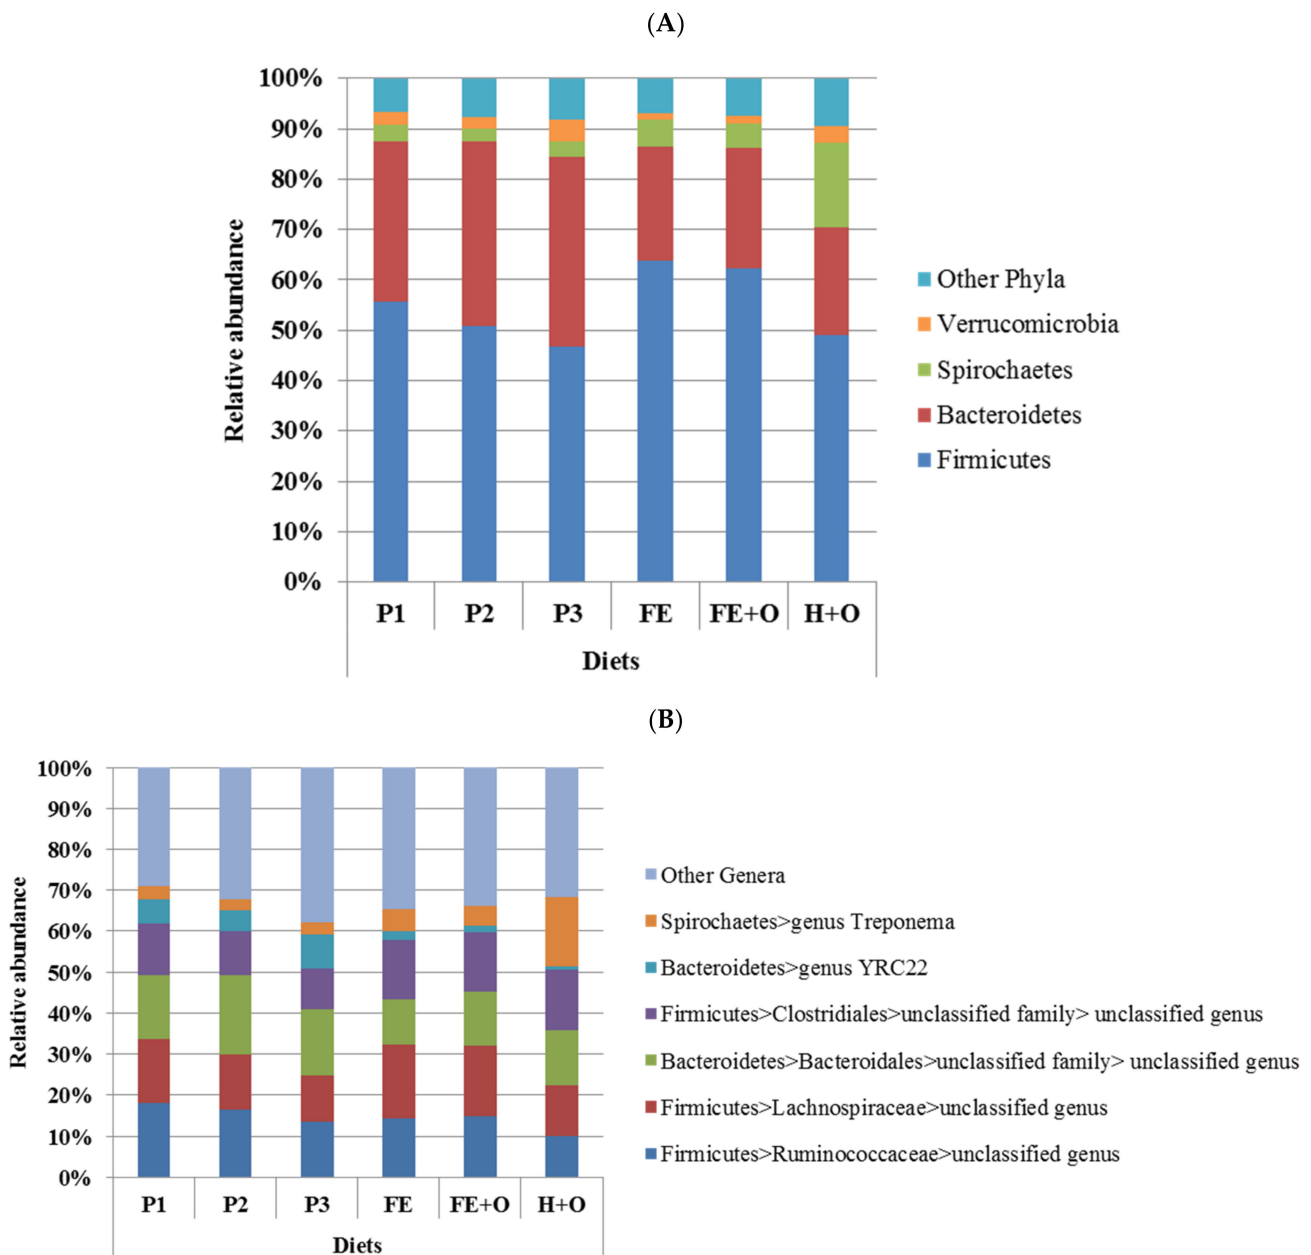 (A)
100%
90%
80%
70%
60%
50%
40%
30%
20%
10%
0%
Relative abundance
P1 P2 P3 FE FE+O H+O
Diets
Other Phyla
Verrucomicrobia
Spirochaetes
Bacteroidetes
Firmicutes
(B)
100%
90%
80%
70%
60%
50%
40%
30%
20%
10%
0%
Relative abundance
P1 P2 P3 FE FE+O H+O
Diets
Other Genera
Spirochaetes>genus Treponema
Bacteroidetes>genus YRC22
Firmicutes>Clostridiales>unclassified family> unclassified genus
Bacteroidetes>Bacteroidales>unclassified family> unclassified genus
Firmicutes>Lachnospiraceae>unclassified genus
Firmicutes>Ruminococcaceae>unclassified genus